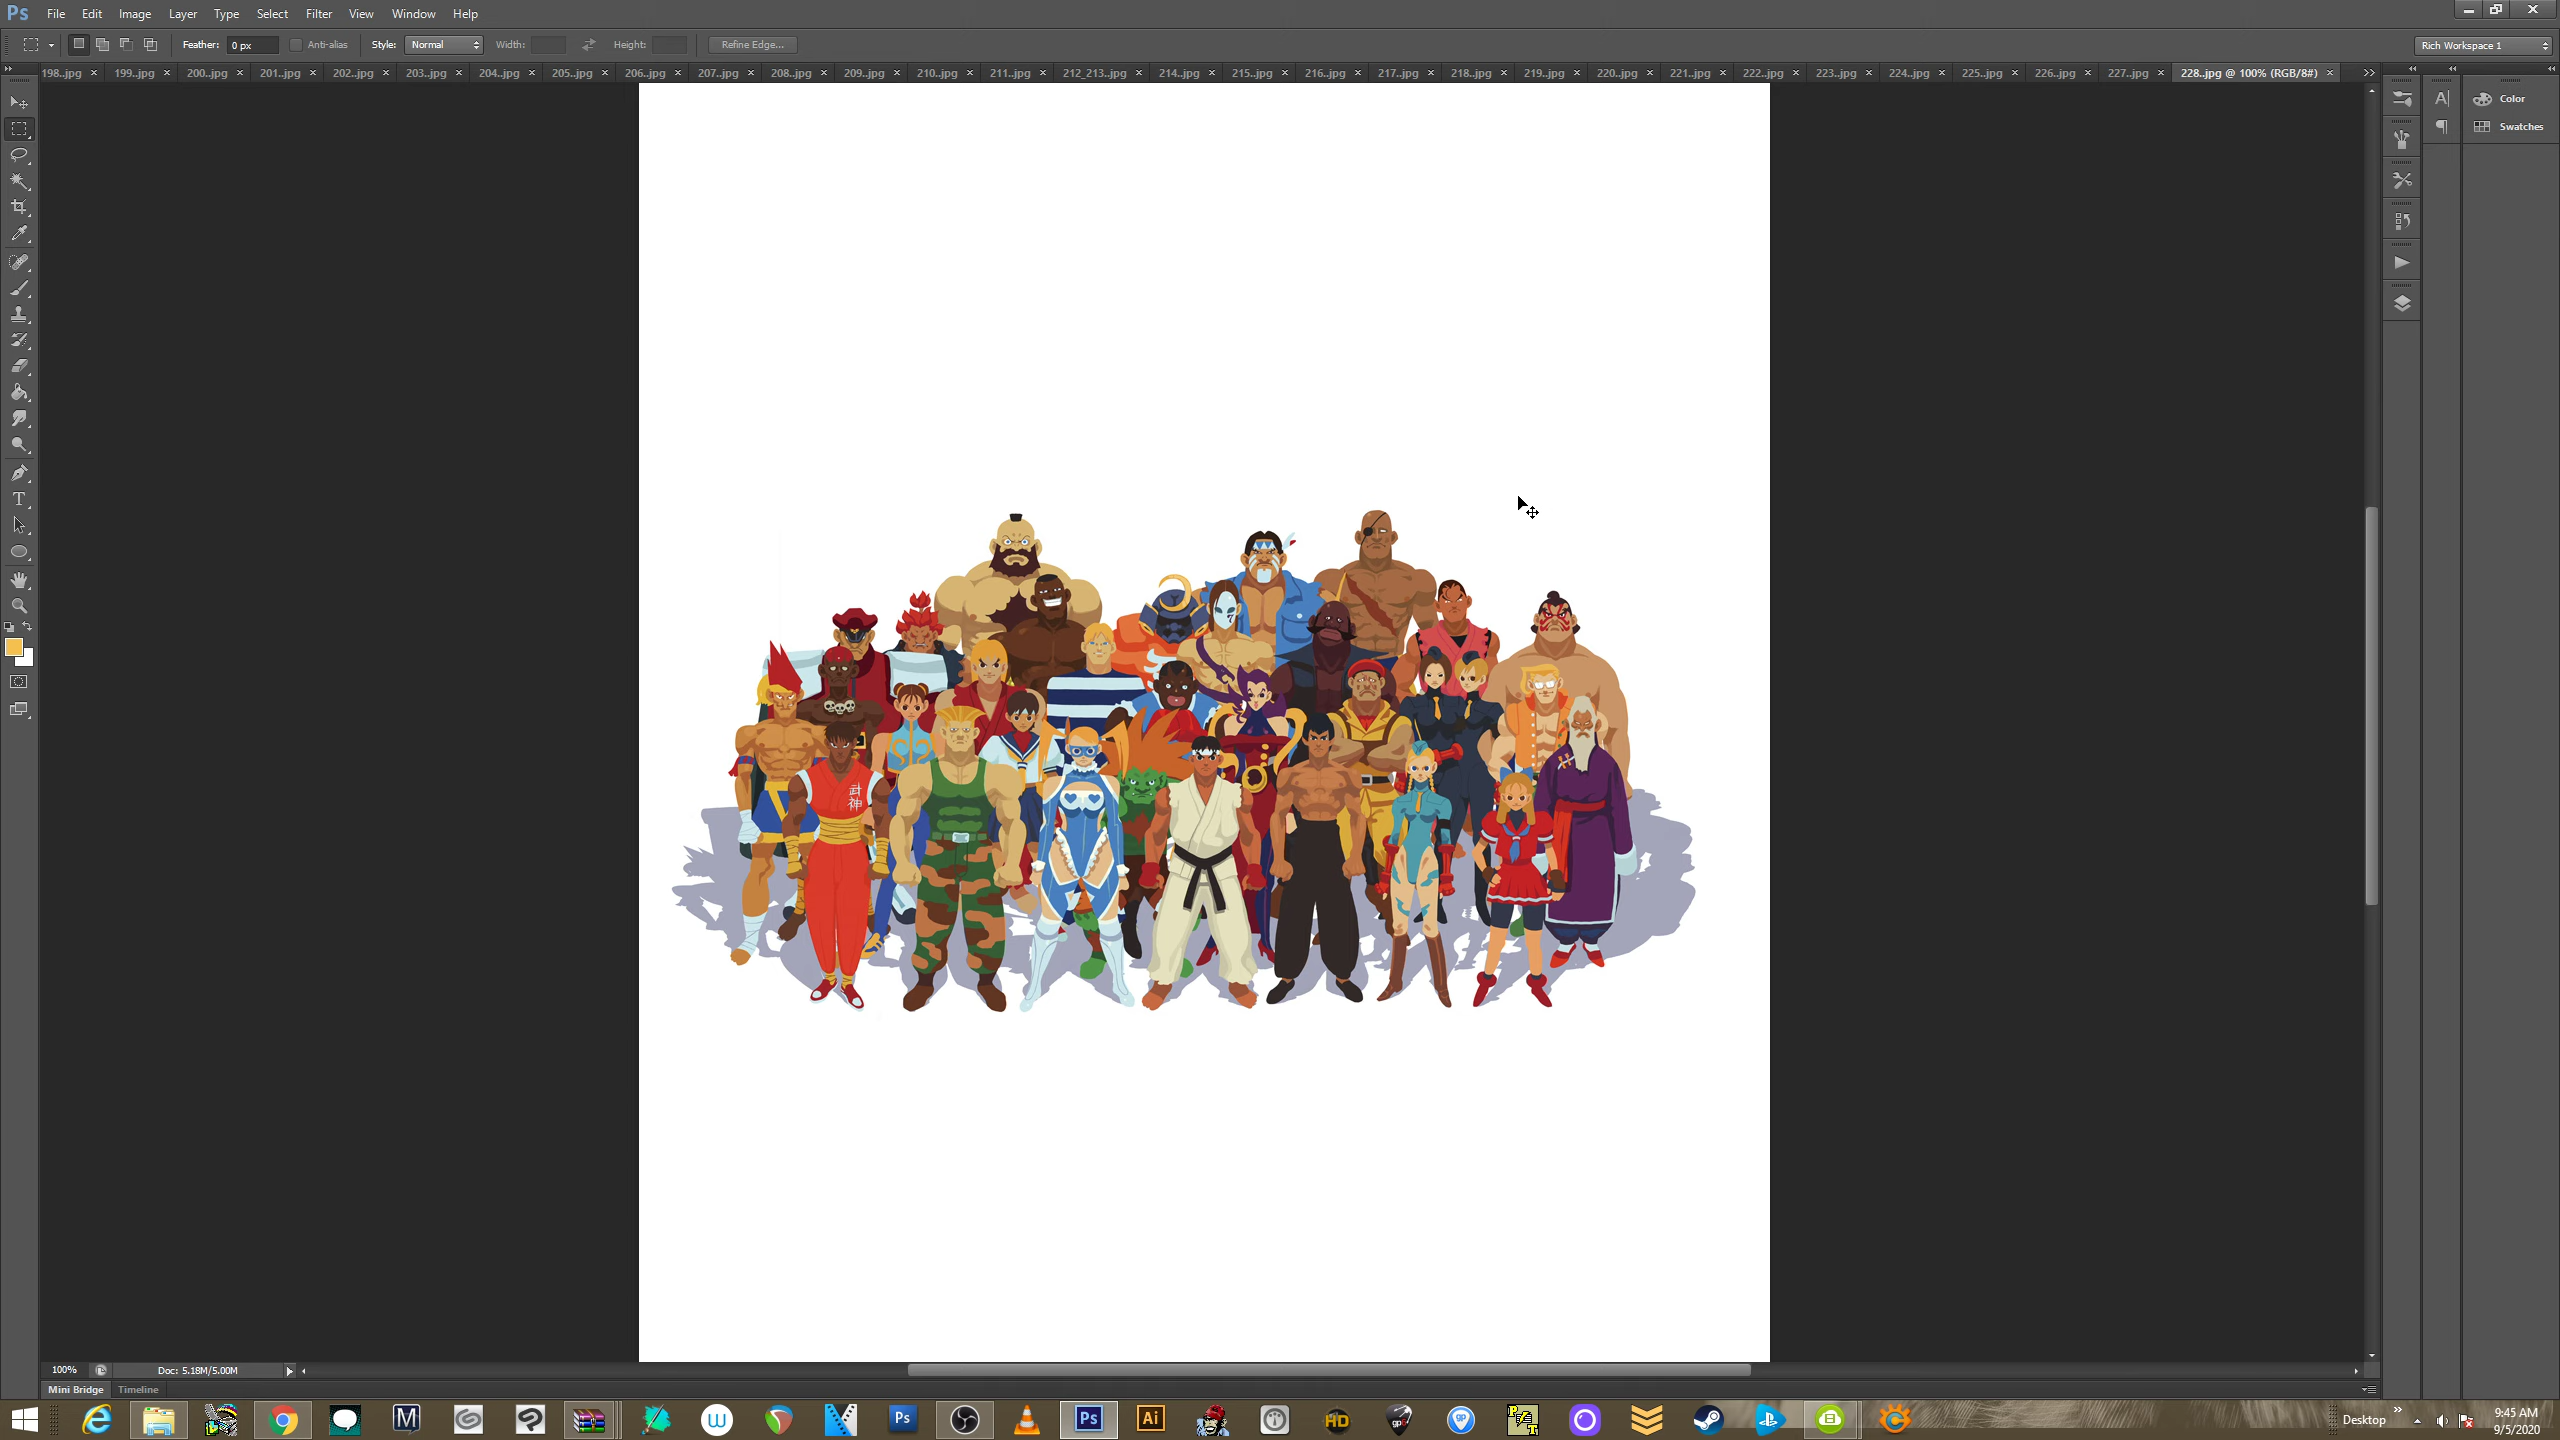 Ps File Edit Image Layer Type Select Filter View Window Help
Feather: 0 px Anti-alias Style: Normal Width: Height: Refine Edge... Rich Workspace 1
198..jpg 199..jpg 200..jpg 201..jpg 202..jpg 203..jpg 204..jpg 205..jpg 206..jpg 207..jpg 208..jpg 209..jpg 210..jpg 211..jpg 212_213..jpg 214..jpg 215..jpg 216..jpg 217..jpg 218..jpg 219..jpg 220..jpg 221..jpg 222..jpg 223..jpg 224..jpg 225..jpg 226..jpg 227..jpg 228..jpg @ 100% (RGB/8#)
Color
Swatches
武
神
100% Doc: 5.18M/5.00M
Mini Bridge Timeline
Desktop 9:45 AM
9/5/2020